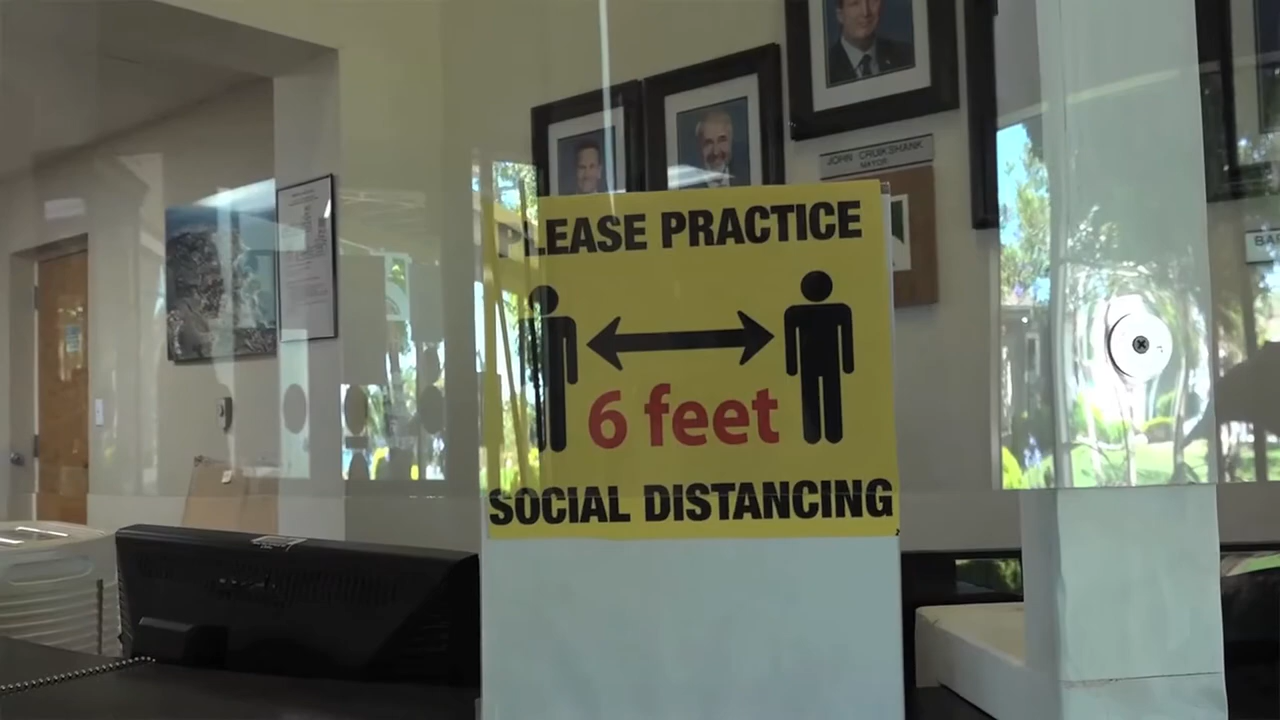 JOHN CRUIKSHANK
MAYOR
PLEASE PRACTICE
6 feet
SOCIAL DISTANCING